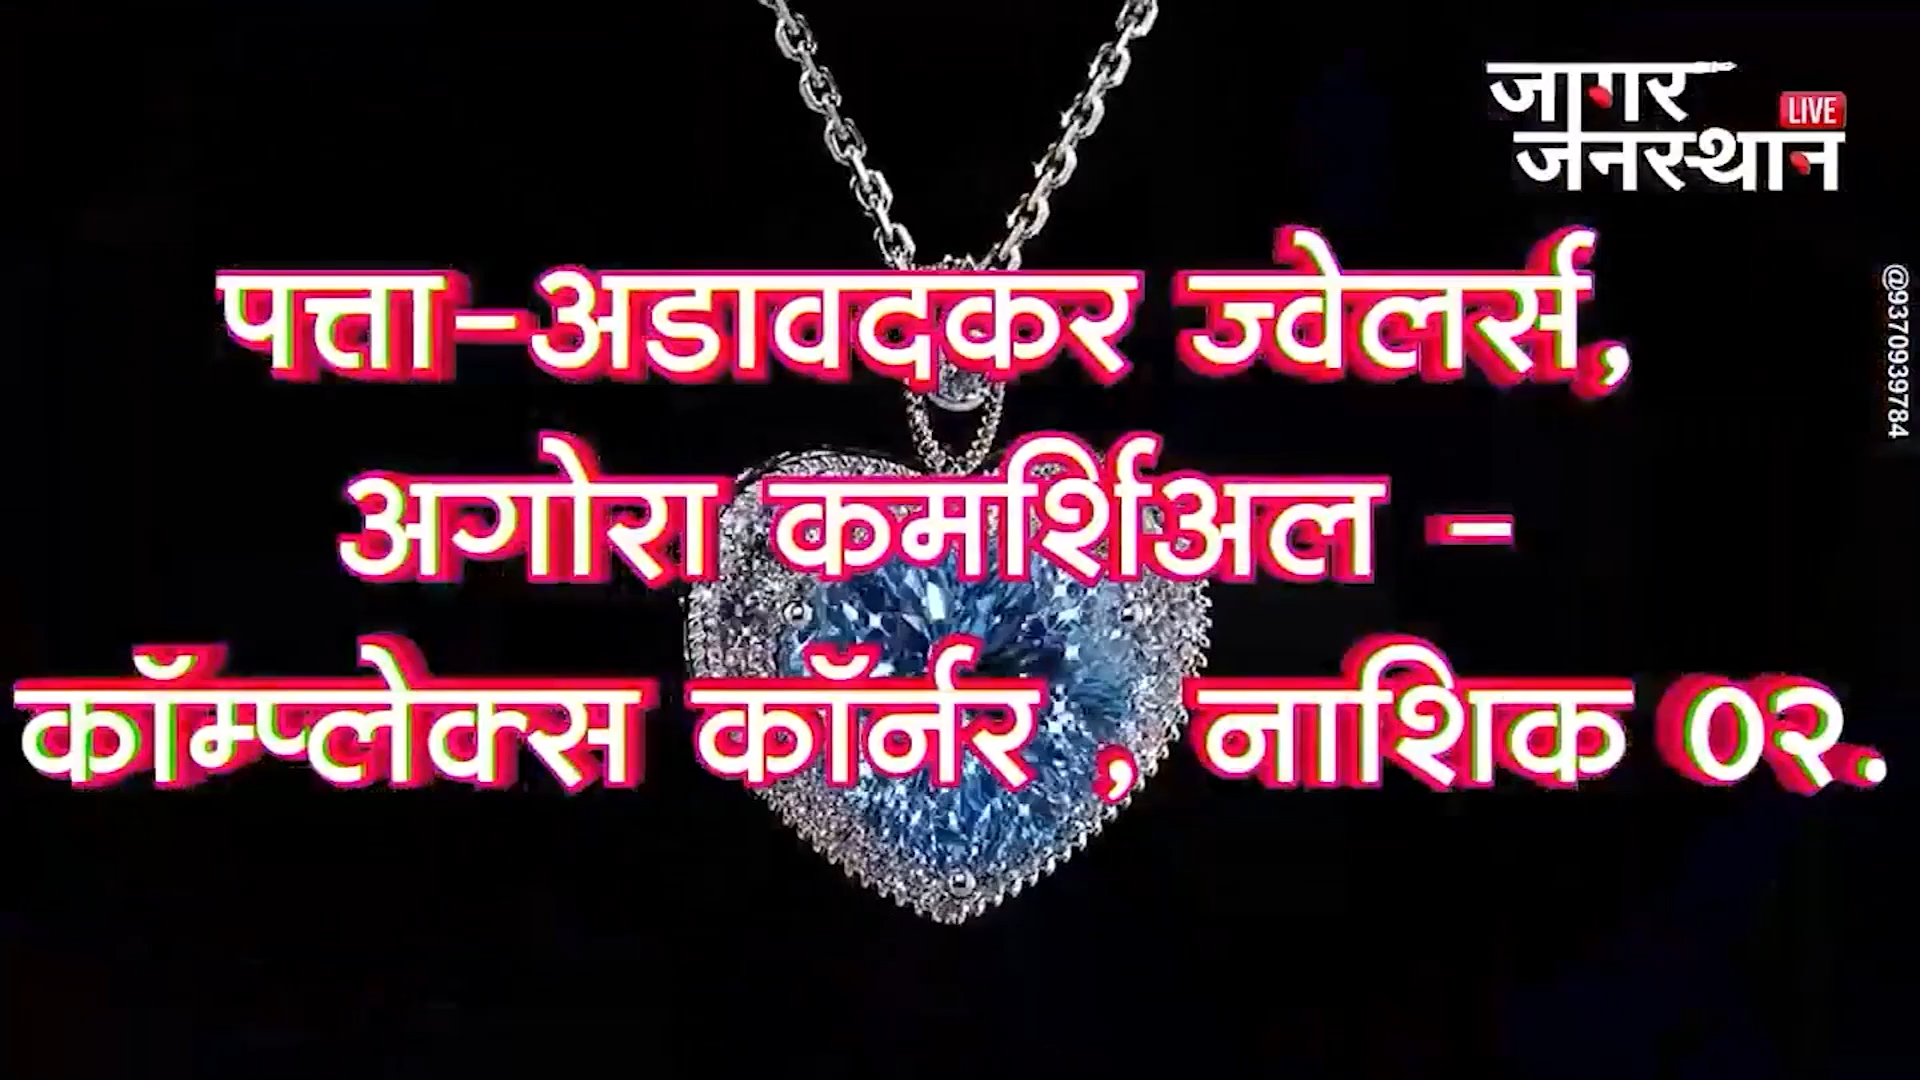 जागर
LIVE
जनस्थान
@9370939784
पत्ता-अडावदकर ज्वेलर्स,
अगोरा कमर्शिअल -
कॉम्प्लेक्स कॉर्नर , नाशिक ०२.